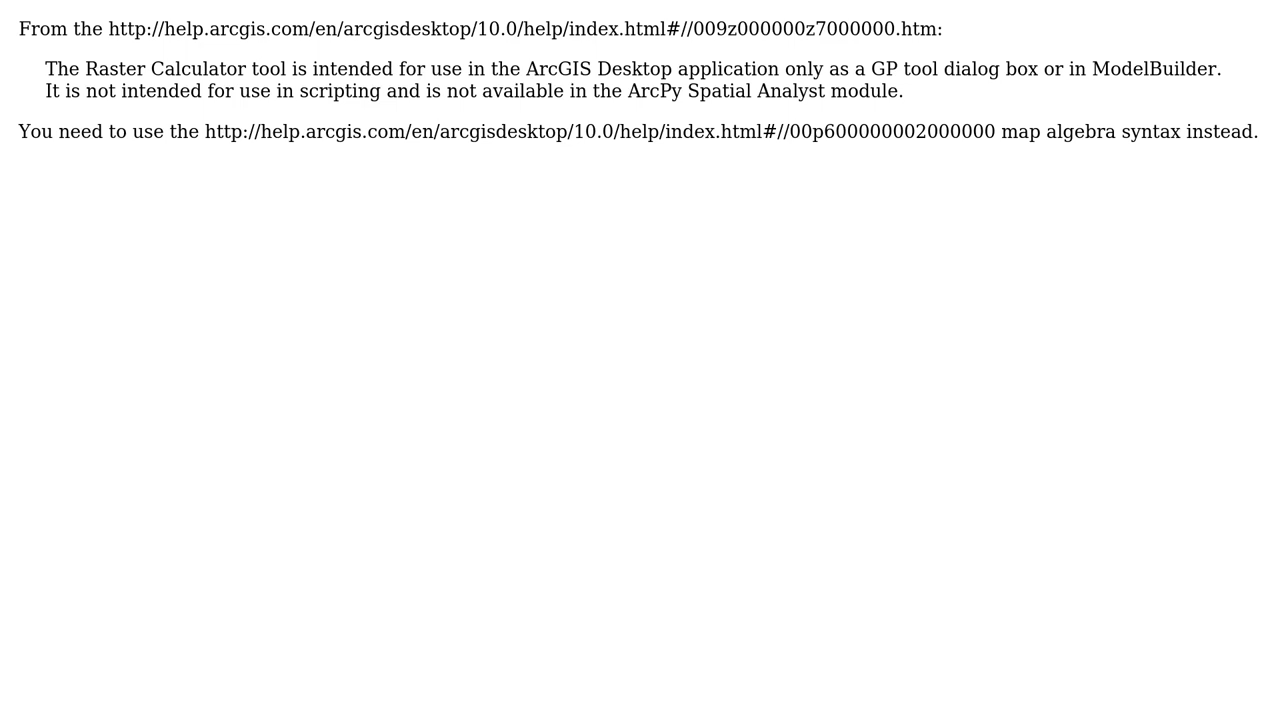 From the http://help.arcgis.com/en/arcgisdesktop/10.0/help/index.html#//009z000000z7000000.htm:
The Raster Calculator tool is intended for use in the ArcGIS Desktop application only as a GP tool dialog box or in ModelBuilder.
It is not intended for use in scripting and is not available in the ArcPy Spatial Analyst module.
You need to use the http://help.arcgis.com/en/arcgisdesktop/10.0/help/index.html#//00p600000002000000 map algebra syntax instead.